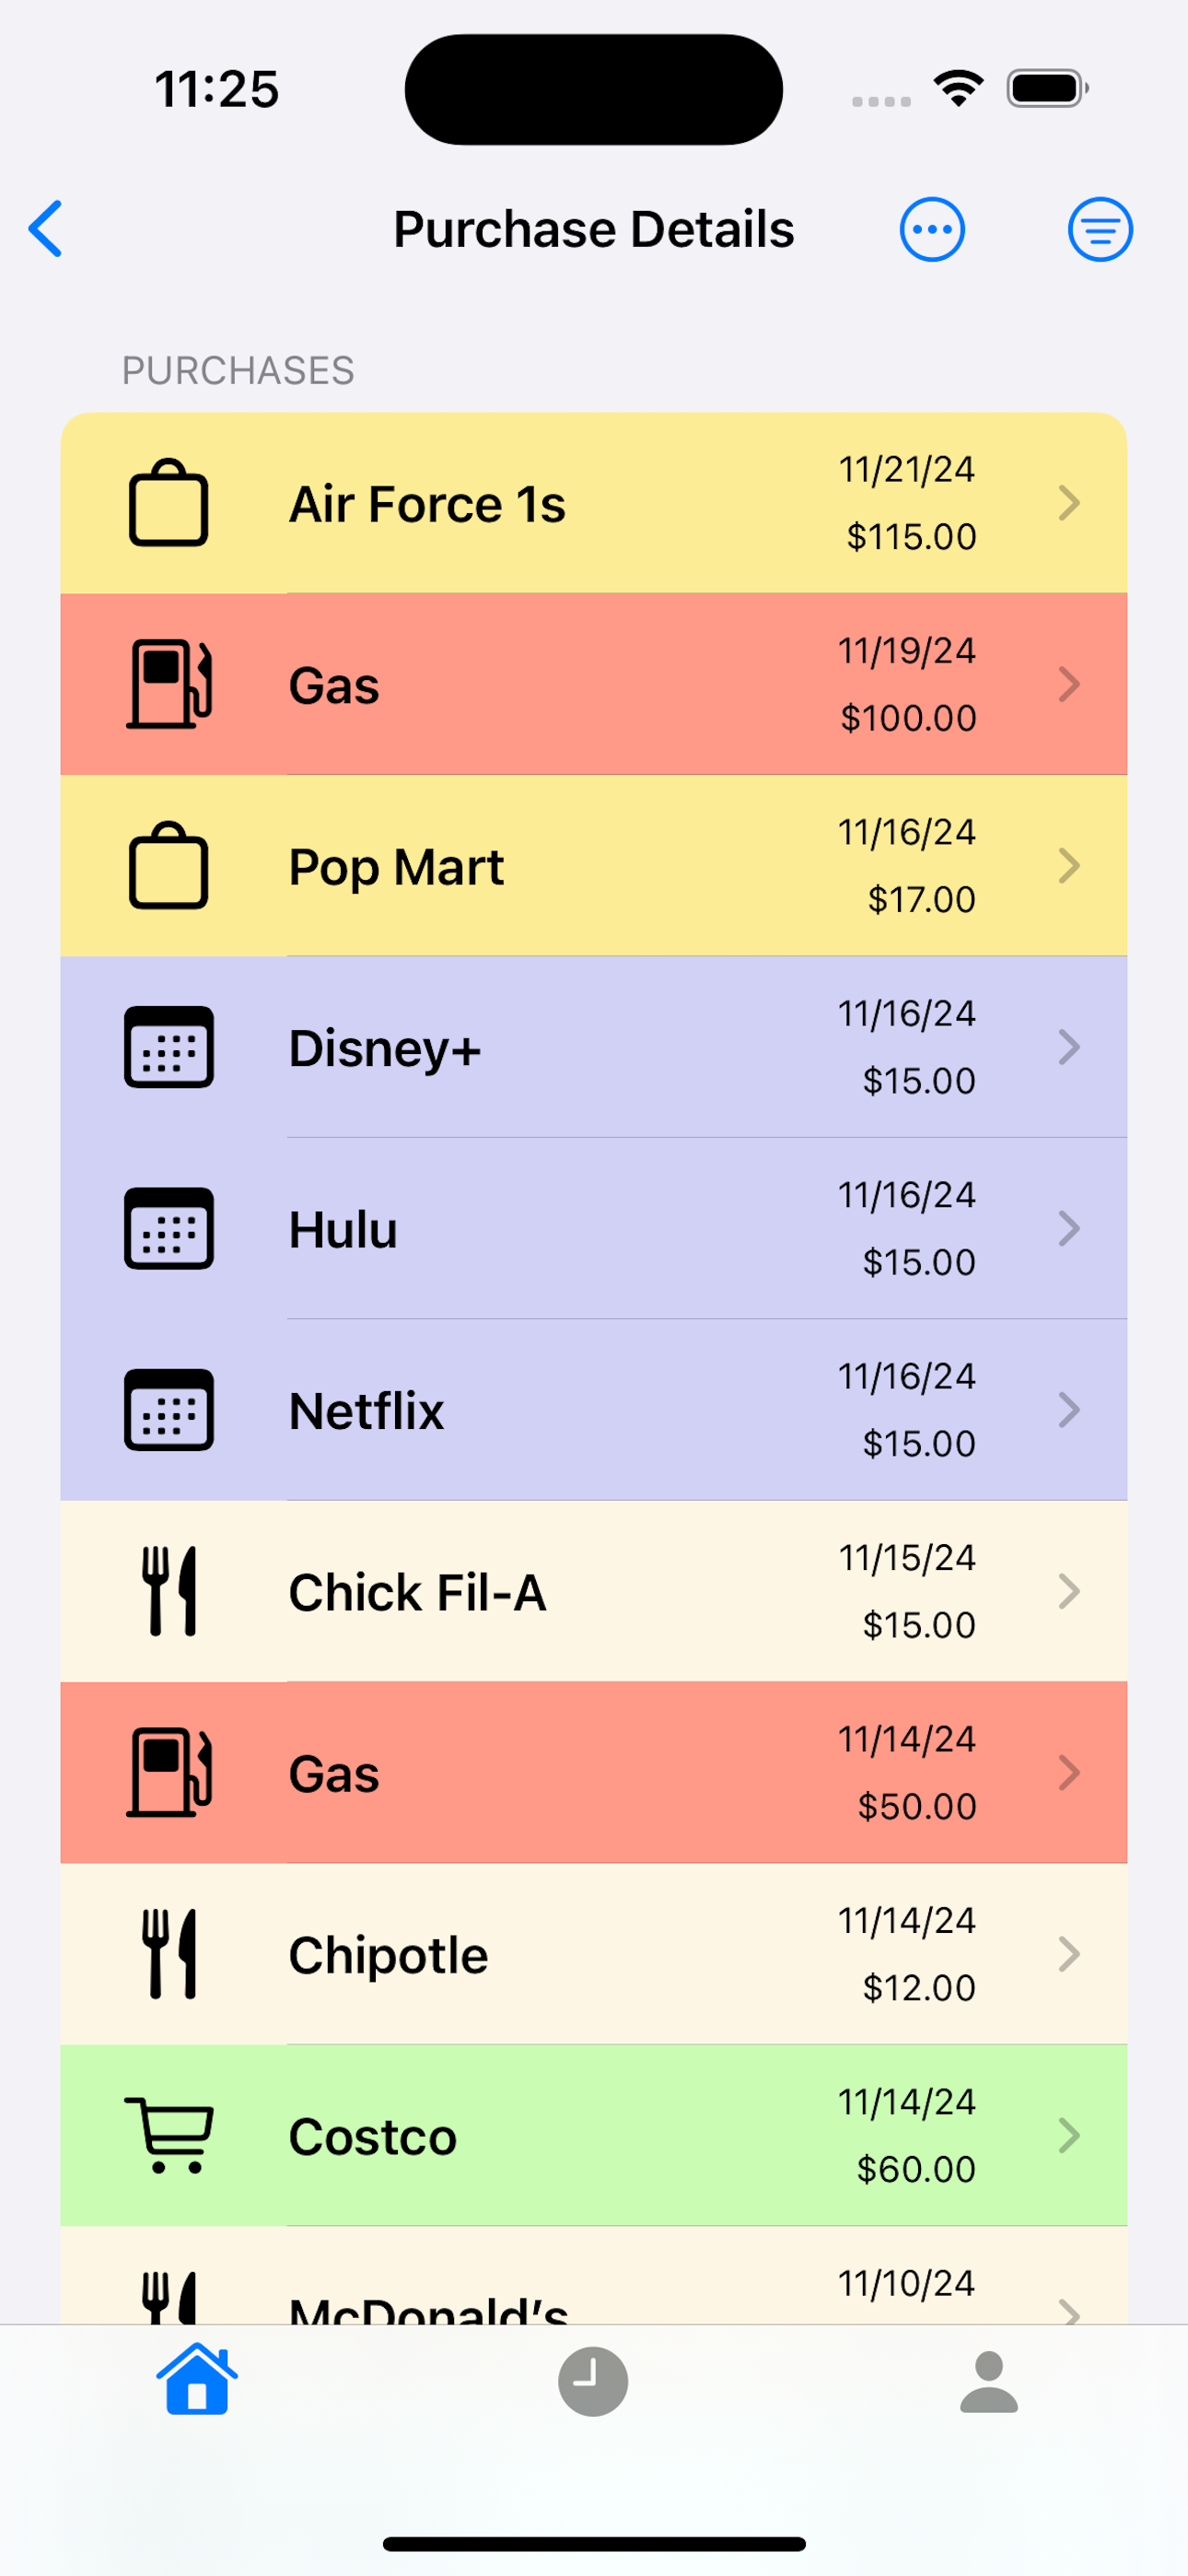 11:25
Purchase Details
PURCHASES
Air Force 1s
11/21/24
$115.00
Gas
11/19/24
$100.00
Pop Mart
11/16/24
$17.00
Disney+
11/16/24
$15.00
Hulu
11/16/24
$15.00
Netflix
11/16/24
$15.00
Chick Fil-A
11/15/24
$15.00
Gas
11/14/24
$50.00
Chipotle
11/14/24
$12.00
Costco
11/14/24
$60.00
McDonald’s
11/10/24